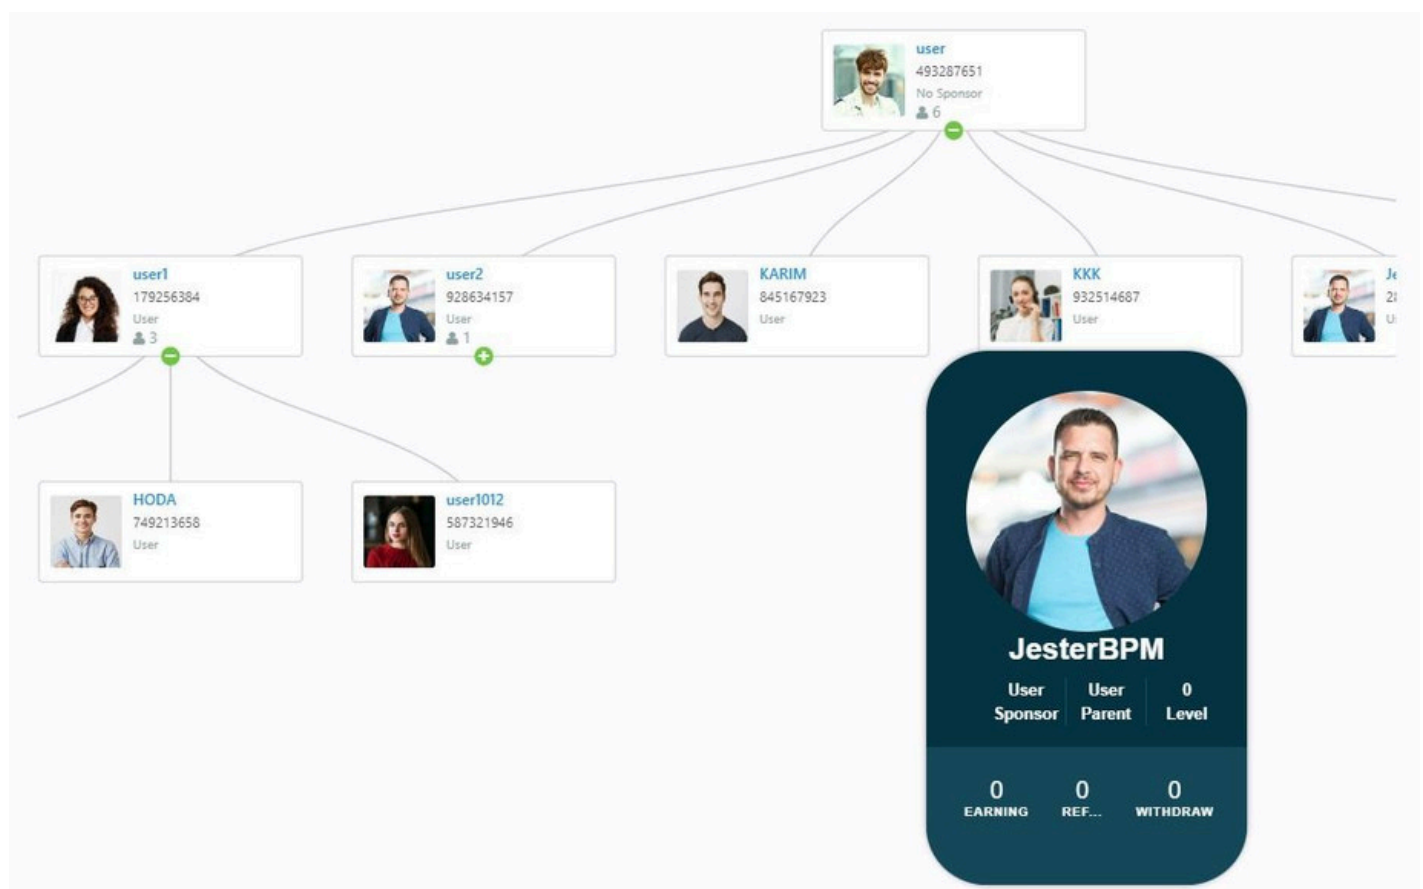 user
493287651
No Sponsor
6
user1
179256384
User
3
user2
928634157
User
1
KARIM
845167923
User
KKK
932514687
User
Je
28
U
HODA
749213658
User
user1012
587321946
User
JesterBPM
User User 0
Sponsor Parent Level
0 0 0
EARNING REF... WITHDRAW